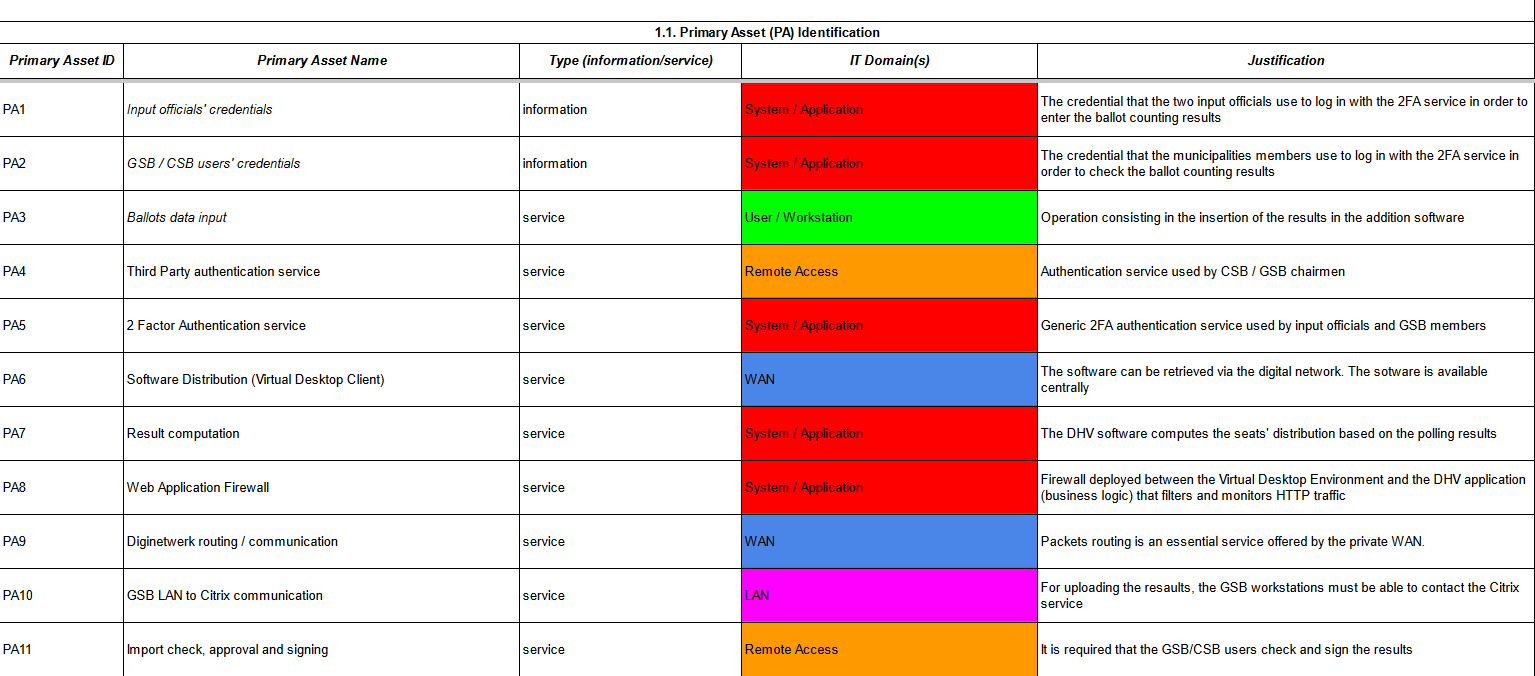 1.1. Primary Asset (PA) Identification
Primary Asset ID Primary Asset Name Type (information/service) IT Domain(s) Justification
PA1 Input officials' credentials information System / Application The credential that the two input officials use to log in with the 2FA service in order to
enter the ballot counting results
PA2 GSB / CSB users' credentials information System / Application The credential that the municipalities members use to log in with the 2FA service in
order to check the ballot counting results
PA3 Ballots data input service User / Workstation Operation consisting in the insertion of the results in the addition software
PA4 Third Party authentication service service Remote Access Authentication service used by CSB / GSB chairmen
PA5 2 Factor Authentication service service System / Application Generic 2FA authentication service used by input officials and GSB members
PA6 Software Distribution (Virtual Desktop Client) service WAN The software can be retrieved via the digital network. The sotware is available
centrally
PA7 Result computation service System / Application The DHV software computes the seats' distribution based on the polling results
PA8 Web Application Firewall service System / Application Firewall deployed between the Virtual Desktop Environment and the DHV application
(business logic) that filters and monitors HTTP traffic
PA9 Diginetwerk routing / communication service WAN Packets routing is an essential service offered by the private WAN.
PA10 GSB LAN to Citrix communication service LAN For uploading the resaults, the GSB workstations must be able to contact the Citrix
service
PA11 Import check, approval and signing service Remote Access It is required that the GSB/CSB users check and sign the results